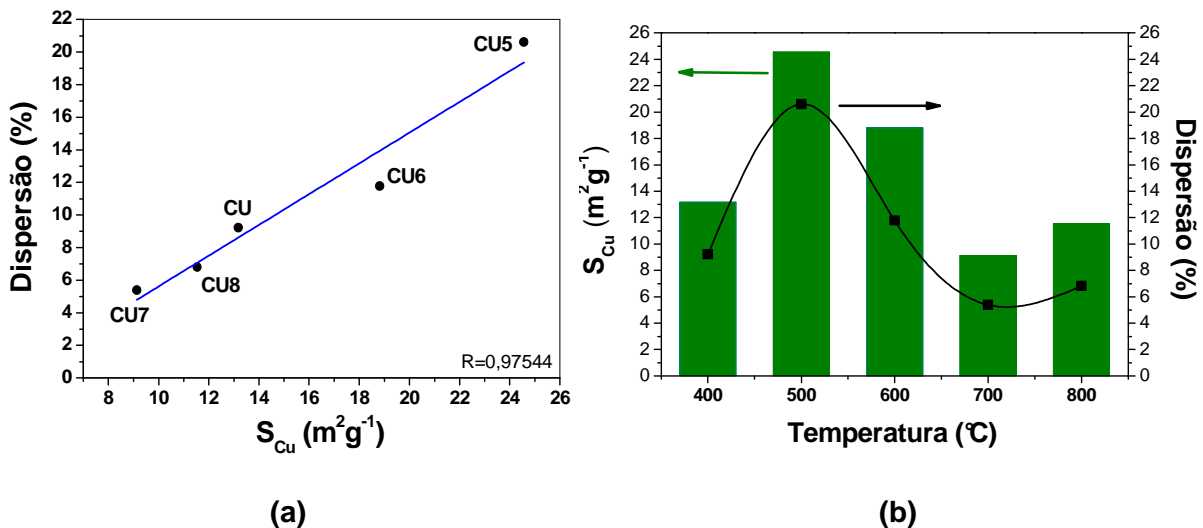 22
20
18
16
14
12
10
8
6
4
2
0
Dispersão (%)
CU5
CU6
CU
CU8
CU7
R=0,97544
8 10 12 14 16 18 20 22 24 26
S_Cu (m²g⁻¹)
(a)
26
24
22
20
18
16
14
12
10
8
6
4
2
0
S_Cu (m²g⁻¹)
26
24
22
20
18
16
14
12
10
8
6
4
2
0
Dispersão (%)
400 500 600 700 800
Temperatura (°C)
(b)